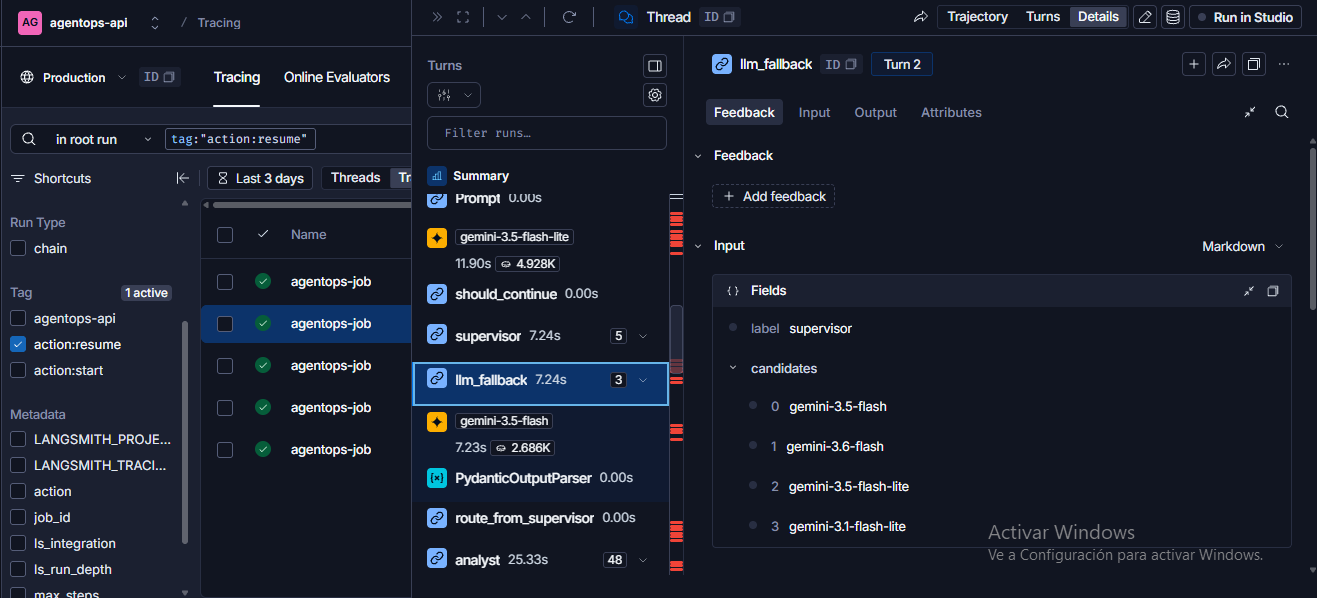 AG agentops-api / Tracing
Production ID Tracing Online Evaluators
in root run tag:"action:resume"
Shortcuts
Last 3 days Threads
Run Type
chain
Tag 1 active
agentops-api
action:resume
action:start
Metadata
LANGSMITH_PROJE...
LANGSMITH_TRACI...
action
job_id
ls_integration
ls_run_depth
max_steps
Name
agentops-job
agentops-job
agentops-job
agentops-job
agentops-job
Thread ID Trajectory Turns Details Run in Studio
Turns
Filter runs…
Summary
Prompt 0.00s
gemini-3.5-flash-lite
11.90s 4.928K
should_continue 0.00s
supervisor 7.24s 5
llm_fallback 7.24s 3
gemini-3.5-flash
7.23s 2.686K
PydanticOutputParser 0.00s
route_from_supervisor 0.00s
analyst 25.33s 48
llm_fallback ID Turn 2
Feedback Input Output Attributes
Feedback
+ Add feedback
Input Markdown
{} Fields
label supervisor
candidates
0 gemini-3.5-flash
1 gemini-3.6-flash
2 gemini-3.5-flash-lite
3 gemini-3.1-flash-lite
Activar Windows
Ve a Configuración para activar Windows.